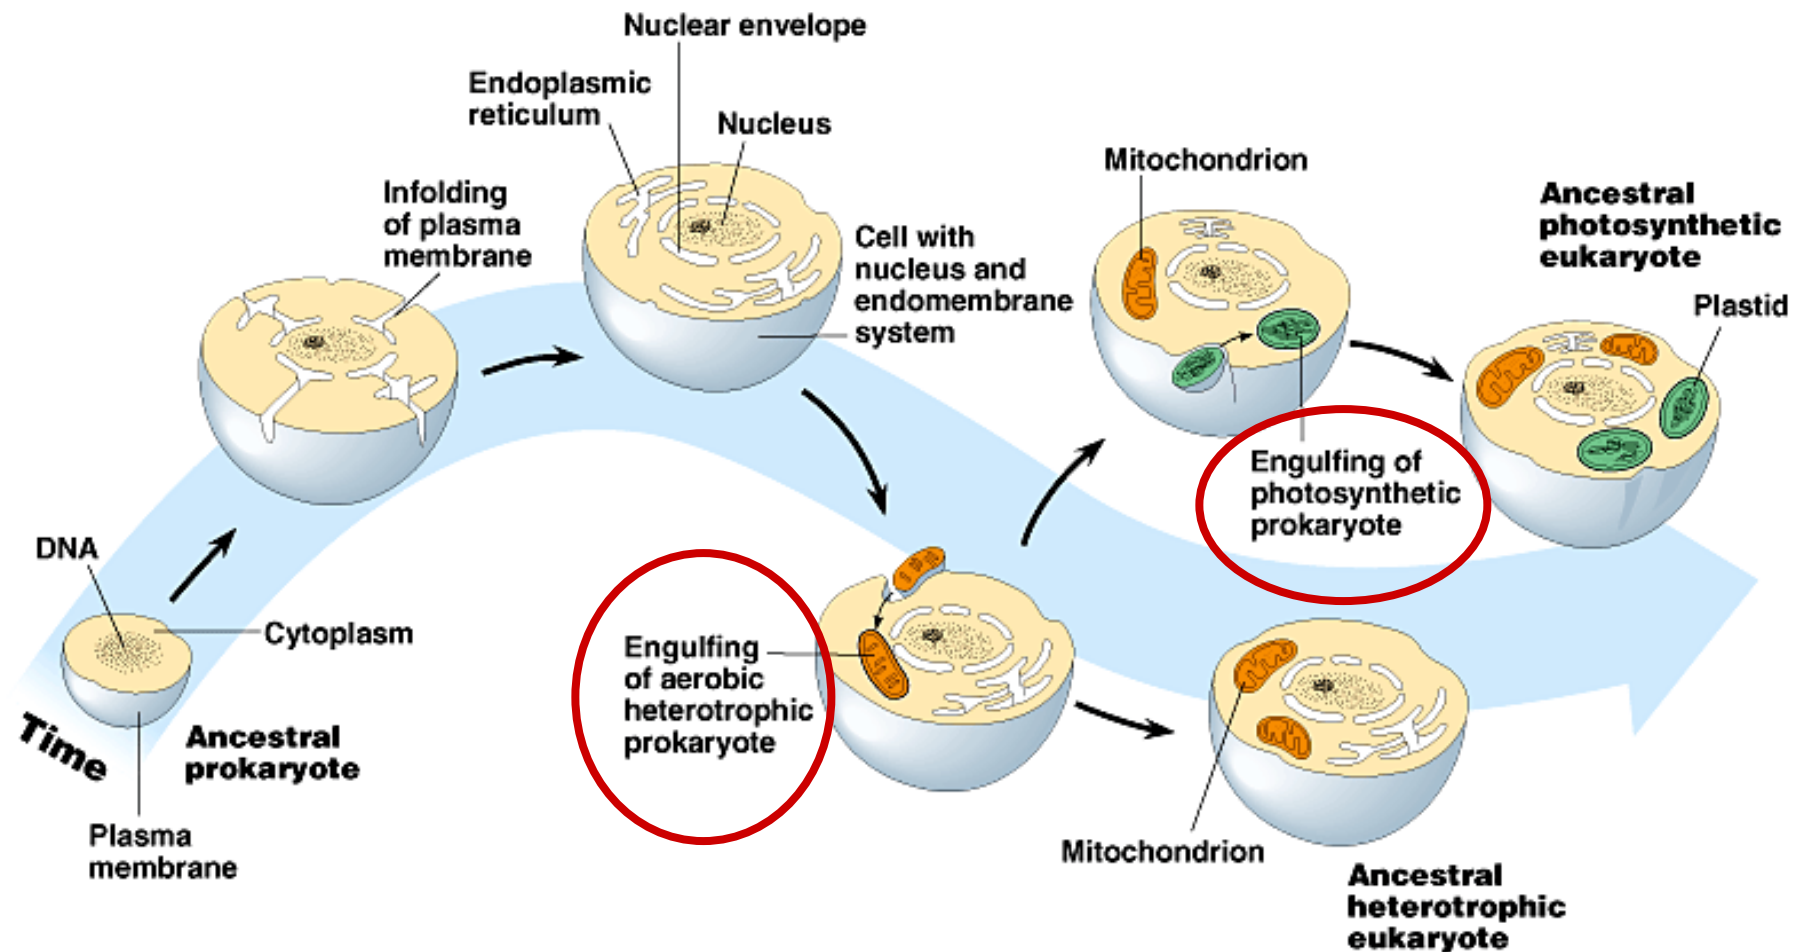 Nuclear envelope
Endoplasmic
reticulum
Nucleus
Infolding
of plasma
membrane
Cell with
nucleus and
endomembrane
system
Mitochondrion
Ancestral
photosynthetic
eukaryote
Plastid
Engulfing of
photosynthetic
prokaryote
DNA
Cytoplasm
Engulfing
of aerobic
heterotrophic
prokaryote
Time
Ancestral
prokaryote
Plasma
membrane
Mitochondrion
Ancestral
heterotrophic
eukaryote